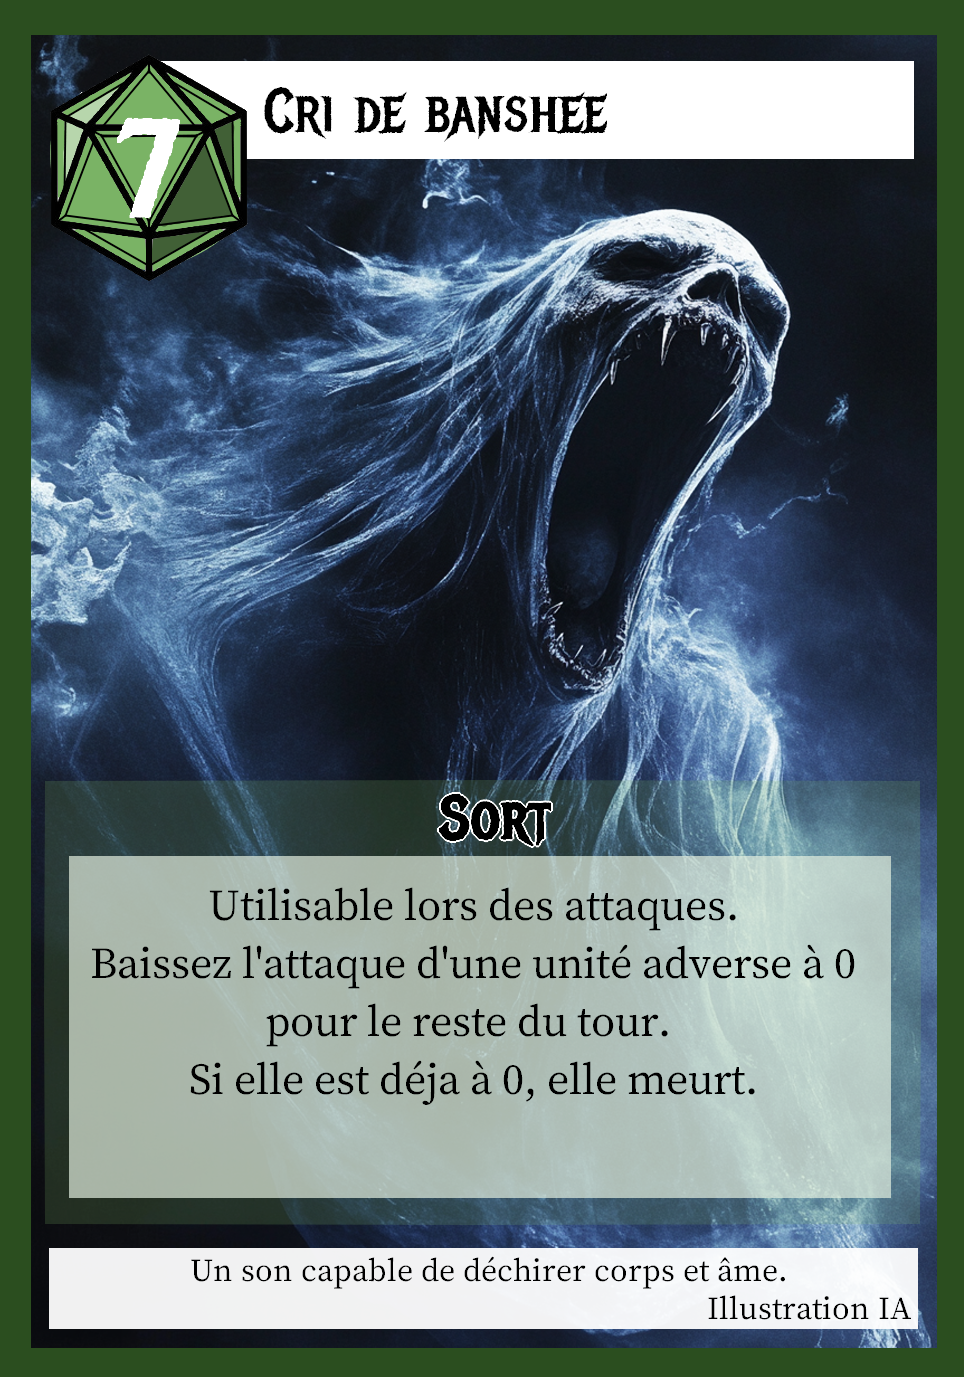 7
Cri de banshee
Sort
Utilisable lors des attaques.
Baissez l'attaque d'une unité adverse à 0
pour le reste du tour.
Si elle est déja à 0, elle meurt.
Un son capable de déchirer corps et âme.
Illustration IA